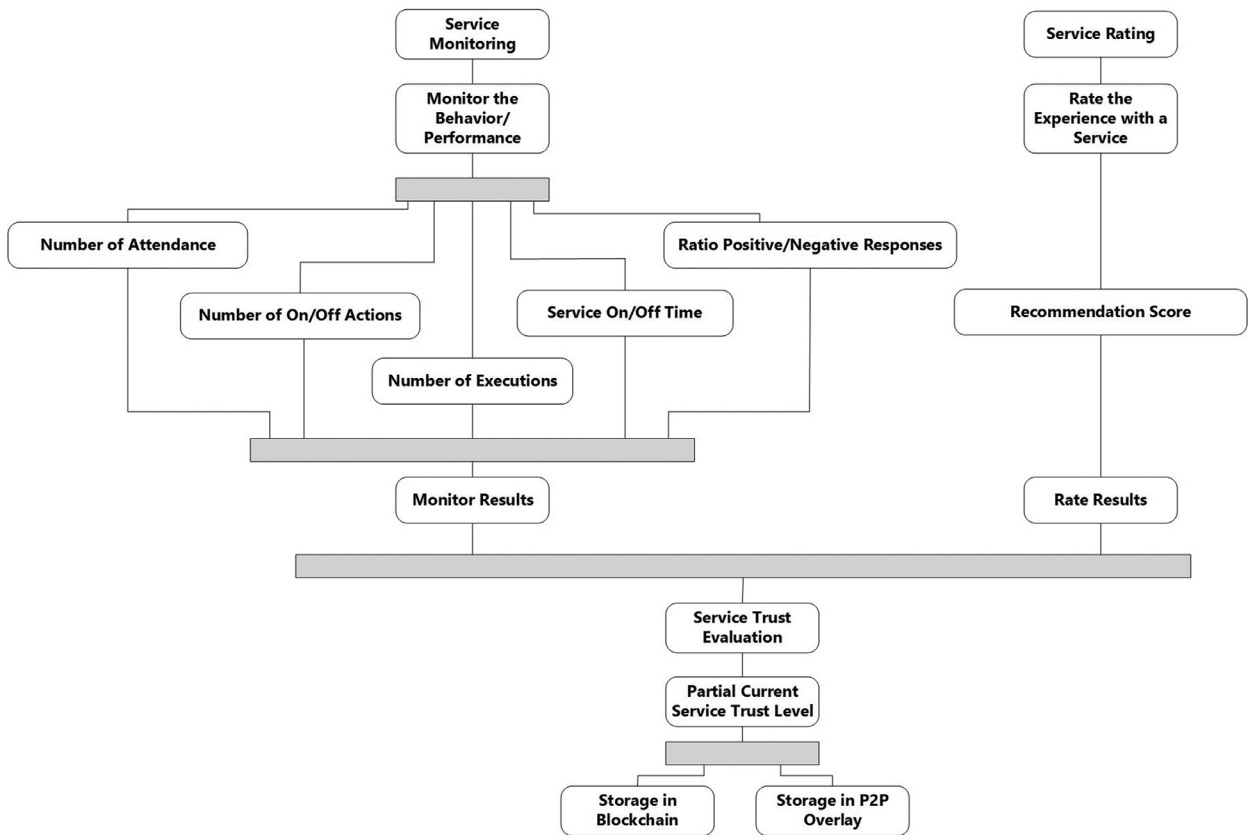 Service
Monitoring
Service Rating
Monitor the
Behavior/
Performance
Rate the
Experience with a
Service
Number of Attendance
Ratio Positive/Negative Responses
Number of On/Off Actions
Service On/Off Time
Recommendation Score
Number of Executions
Monitor Results
Rate Results
Service Trust
Evaluation
Partial Current
Service Trust Level
Storage in
Blockchain
Storage in P2P
Overlay